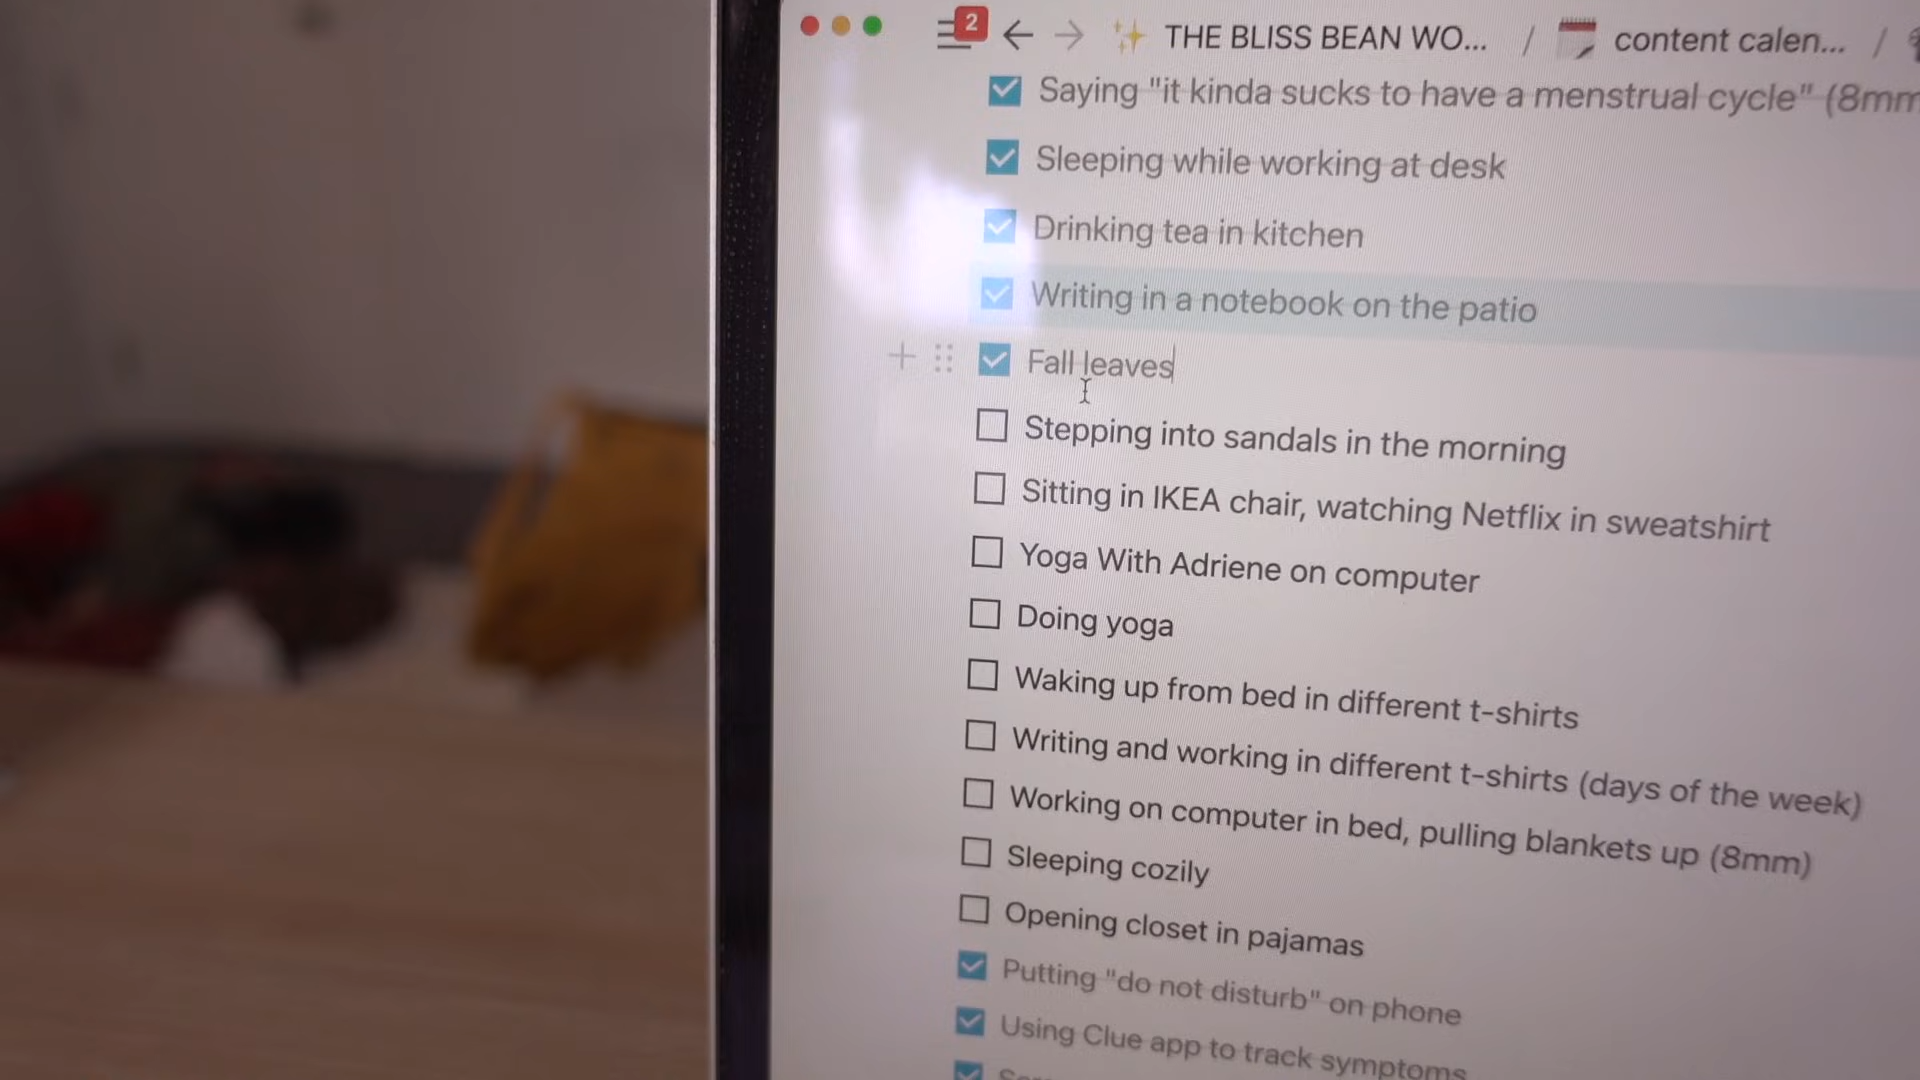 2
THE BLISS BEAN WO... / content calen... /
Saying "it kinda sucks to have a menstrual cycle" (8mm
Sleeping while working at desk
Drinking tea in kitchen
Writing in a notebook on the patio
Fall leaves
Stepping into sandals in the morning
Sitting in IKEA chair, watching Netflix in sweatshirt
Yoga With Adriene on computer
Doing yoga
Waking up from bed in different t-shirts
Writing and working in different t-shirts (days of the week)
Working on computer in bed, pulling blankets up (8mm)
Sleeping cozily
Opening closet in pajamas
Putting "do not disturb" on phone
Using Clue app to track symptoms